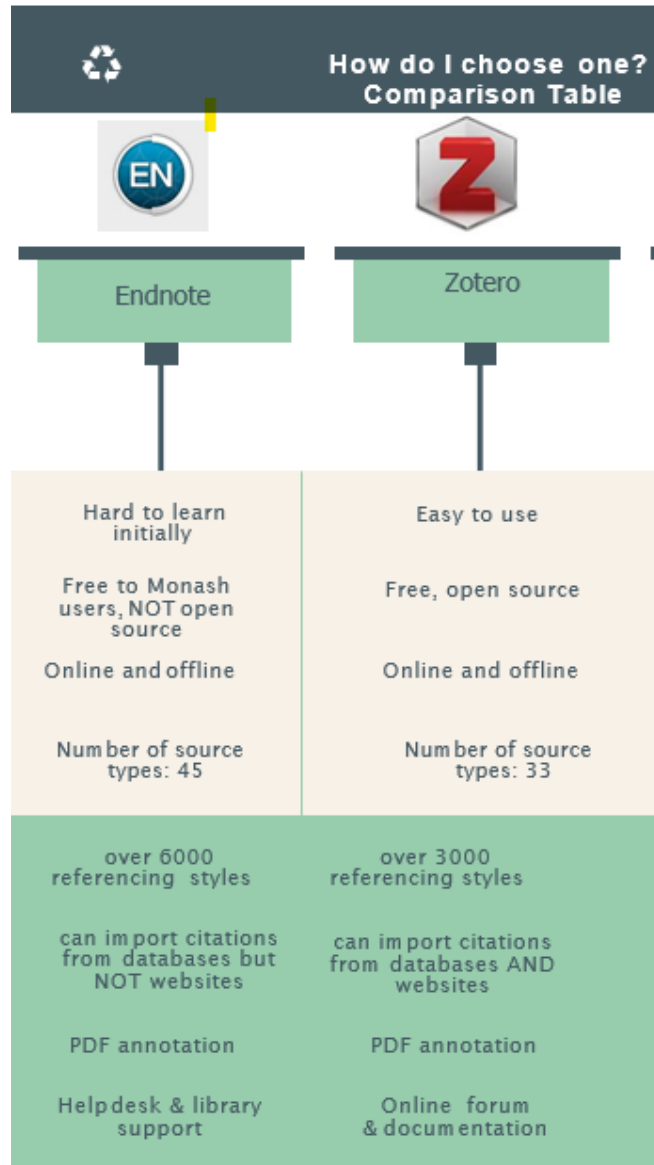 How do I choose one?
Comparison Table
EN
Z
Endnote
Zotero
Hard to learn
initially
Easy to use
Free to Monash
users, NOT open
source
Free, open source
Online and offline
Online and offline
Number of source
types: 45
Number of source
types: 33
over 6000
referencing styles
over 3000
referencing styles
can import citations
from databases but
NOT websites
can import citations
from databases AND
websites
PDF annotation
PDF annotation
Helpdesk & library
support
Online forum
& documentation